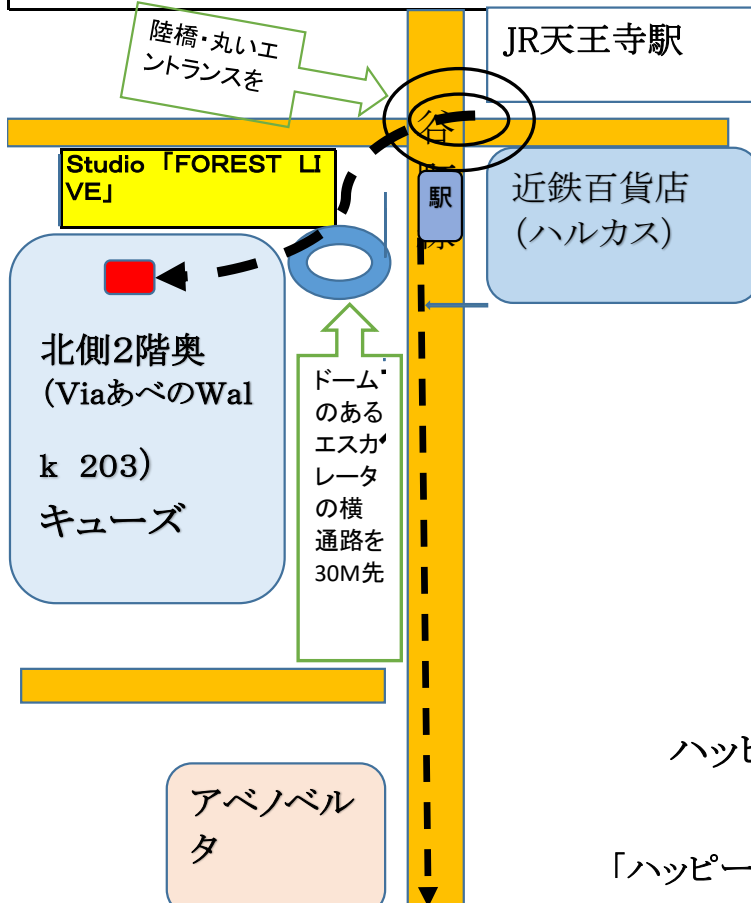 陸橋・丸いエ
ントランスを
JR天王寺駅
谷
駅
Studio 「FOREST LI
VE」
近鉄百貨店
(ハルカス)
北側2階奥
(ViaあべのWal
k 203)
キューズ
ドーム
のある
エスカ
レータ
の横
通路を
30M先
アベノベル
タ
ハッピ
「ハッピー